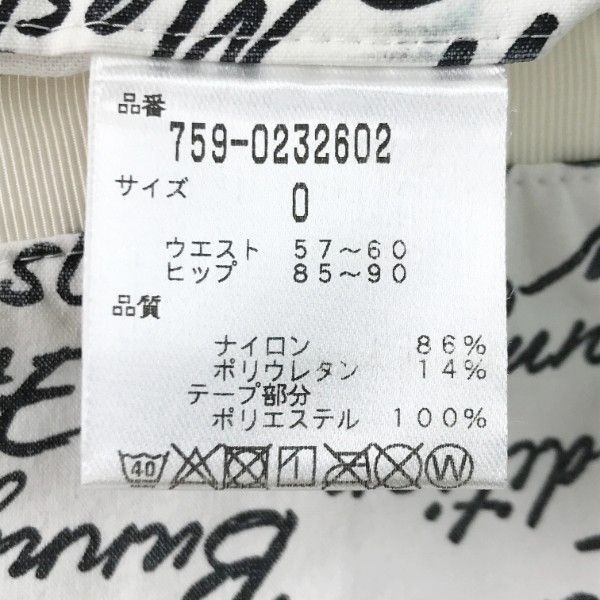 品番
759-0232602
サイズ
0
ウエスト 57～60
ヒップ 85～90
品質
ナイロン 86%
ポリウレタン 14%
テープ部分
ポリエステル 100%
40 W
Bunny